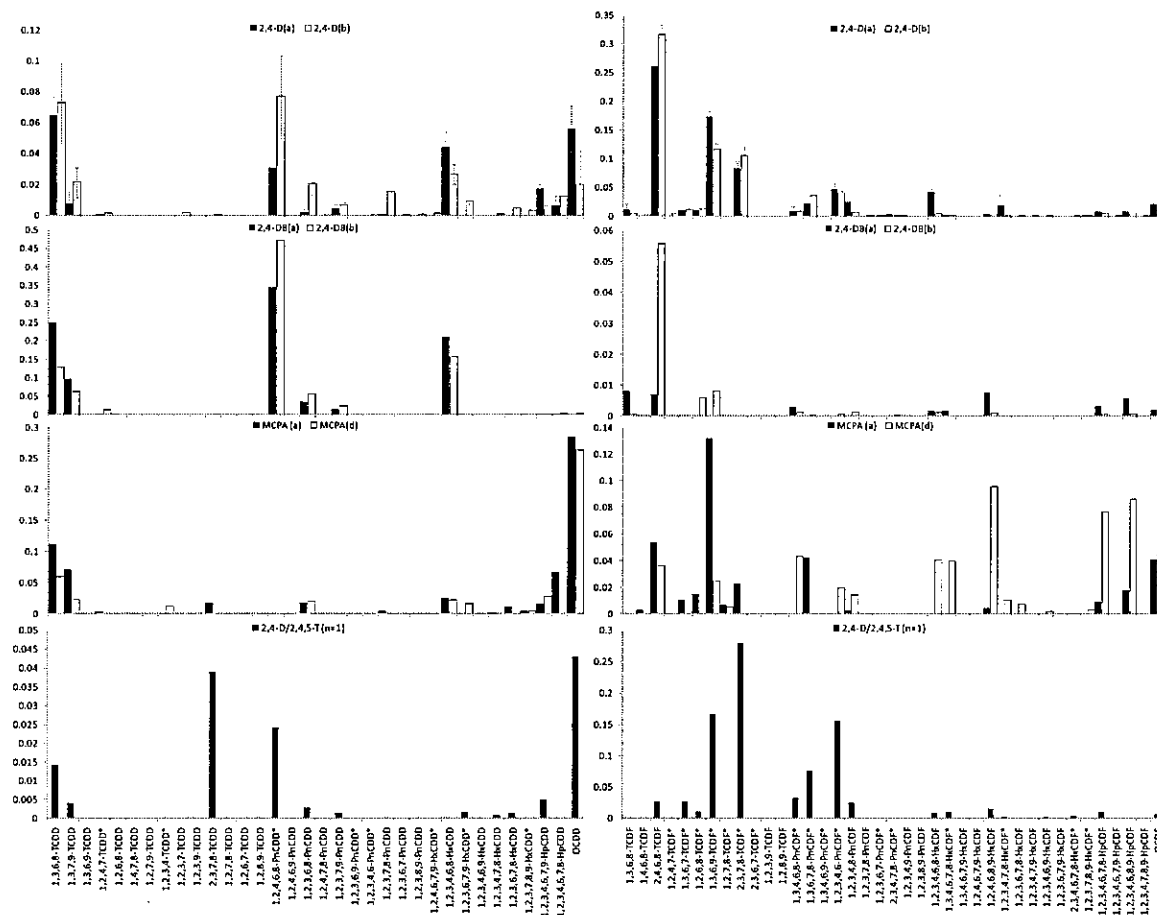 2,4-D(a) 2,4-D(b)
0.12
0.1
0.08
0.06
0.04
0.02
0
2,4-DB(a) 2,4-DB(b)
0.5
0.45
0.4
0.35
0.3
0.25
0.2
0.15
0.1
0.05
0
MCPA(a) MCPA(d)
0.3
0.25
0.2
0.15
0.1
0.05
0
2,4-D/2,4,5-T(n=1)
0.05
0.045
0.04
0.035
0.03
0.025
0.02
0.015
0.01
0.005
0
1,3,6,8-TCDD
1,3,7,9-TCDD
1,3,6,9-TCDD
1,2,4,7-TCDD*
1,2,6,8-TCDD
1,4,7,8-TCDD
1,2,7,9-TCDD
1,2,3,4-TCDD*
1,2,3,7-TCDD
1,2,3,9-TCDD
2,3,7,8-TCDD
1,2,7,8-TCDD
1,2,6,7-TCDD
1,2,8,9-TCDD
1,2,4,6,8-PnCDD*
1,2,4,6,9-PnCDD
1,2,3,6,8-PnCDD
1,2,4,7,8-PnCDD
1,2,3,7,9-PnCDD
1,2,3,6,9-PnCDD*
1,2,3,4,6-PnCDD*
1,2,3,7,8-PnCDD
1,2,3,6,7-PnCDD
1,2,3,8,9-PnCDD
1,2,4,6,7,9-HxCDD*
1,2,3,4,6,8-HxCDD
1,2,3,6,7,9-HxCDD*
1,2,3,4,6,9-HxCDD
1,2,3,4,7,8-HxCDD
1,2,3,6,7,8-HxCDD
1,2,3,7,8,9-HxCDD*
1,2,3,4,6,7,9-HpCDD
1,2,3,4,6,7,8-HpCDD
OCDD
2,4-D(a) 2,4-D(b)
0.35
0.3
0.25
0.2
0.15
0.1
0.05
0
2,4-DB(a) 2,4-DB(b)
0.06
0.05
0.04
0.03
0.02
0.01
0
MCPA(a) MCPA(d)
0.14
0.12
0.1
0.08
0.06
0.04
0.02
0
2,4-D/2,4,5-T(n=1)
0.3
0.25
0.2
0.15
0.1
0.05
0
1,3,6,8-TCDF
1,4,6,8-TCDF
2,4,6,8-TCDF*
1,2,4,7-TCDF*
1,3,6,7-TCDF*
1,2,6,8-TCDF*
1,3,6,9-TCDF*
1,2,7,8-TCDF*
2,3,7,8-TCDF*
2,3,6,7-TCDF*
1,2,3,9-TCDF
1,2,8,9-TCDF
1,3,4,6,8-PnCDF*
1,3,6,7,8-PnCDF*
1,3,4,6,9-PnCDF
1,2,3,4,6-PnCDF*
1,2,3,4,8-PnCDF
1,2,3,7,8-PnCDF
1,2,3,6,7-PnCDF*
1,2,3,4,9-PnCDF
2,3,4,7,8-PnCDF*
1,2,3,8,9-PnCDF
1,2,3,4,6,8-HxCDF
1,3,4,6,7,8-HxCDF*
1,3,4,6,7,9-HxCDF
1,2,4,6,7,9-HxCDF
1,2,4,6,8,9-HxCDF
1,2,3,4,7,8-HxCDF*
1,2,3,6,7,8-HxCDF
1,2,3,4,7,9-HxCDF
1,2,3,4,6,9-HxCDF
1,2,3,6,7,9-HxCDF
2,3,4,6,7,8-HxCDF*
1,2,3,7,8,9-HxCDF
1,2,3,4,6,7,8-HpCDF
1,2,3,4,6,7,9-HpCDF
1,2,3,4,6,8,9-HpCDF
1,2,3,4,7,8,9-HpCDF